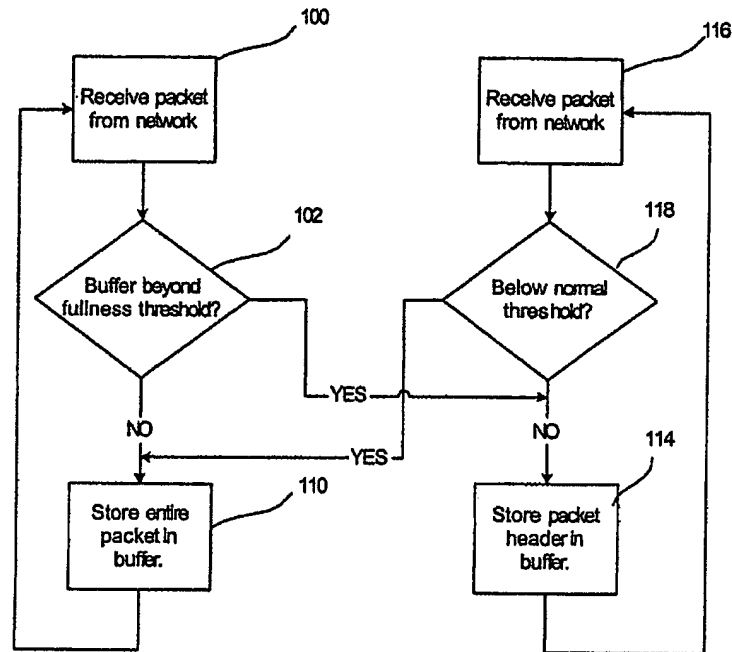 100
Receive packet
from network
102
Buffer beyond
fullness threshold?
YES
NO
110
Store entire
packet in
buffer.
116
Receive packet
from network
118
Below normal
threshold?
YES
NO
114
Store packet
header in
buffer.